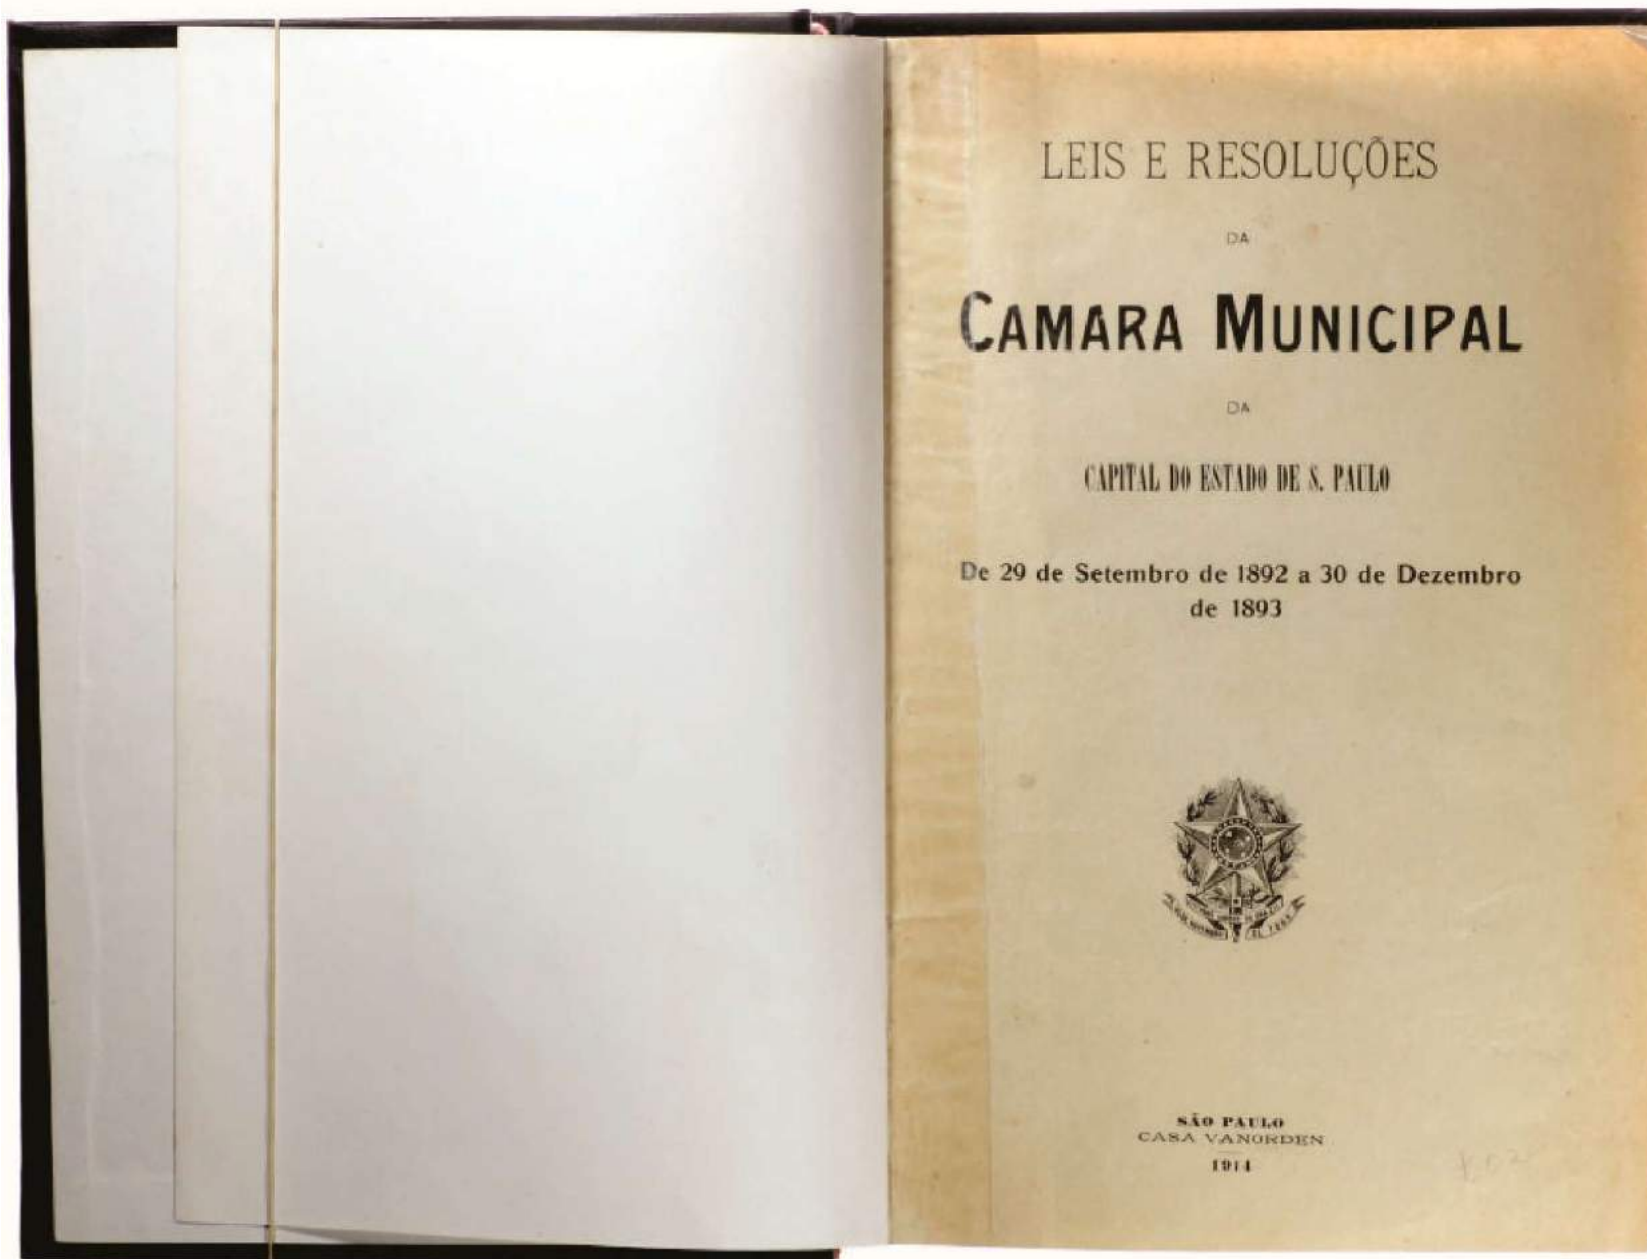 LEIS E RESOLUÇÕES
DA
CAMARA MUNICIPAL
DA
CAPITAL DO ESTADO DE S. PAULO
De 29 de Setembro de 1892 a 30 de Dezembro
de 1893
SÃO PAULO
CASA VANORDEN
1914